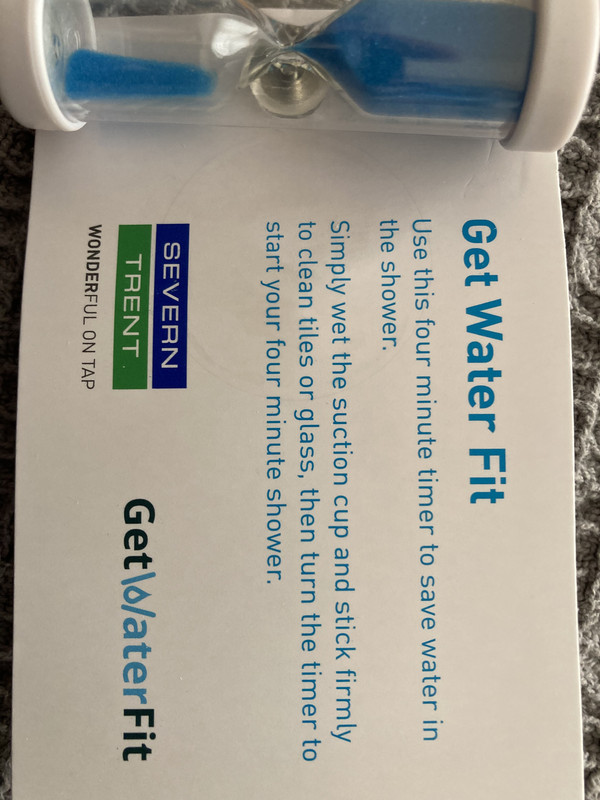 Get Water Fit
Use this four minute timer to save water in
the shower.
Simply wet the suction cup and stick firmly
to clean tiles or glass, then turn the timer to
start your four minute shower.
SEVERN
TRENT
WONDERFUL ON TAP
GetWaterFit